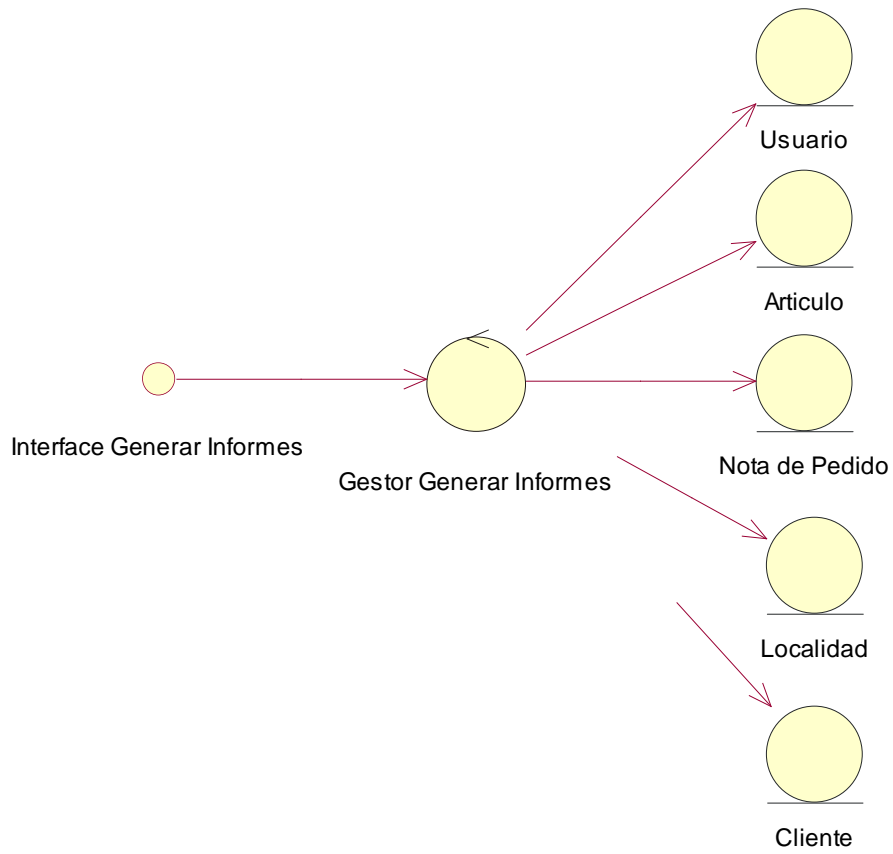 Usuario
Articulo
Interface Generar Informes
Nota de Pedido
Gestor Generar Informes
Localidad
Cliente